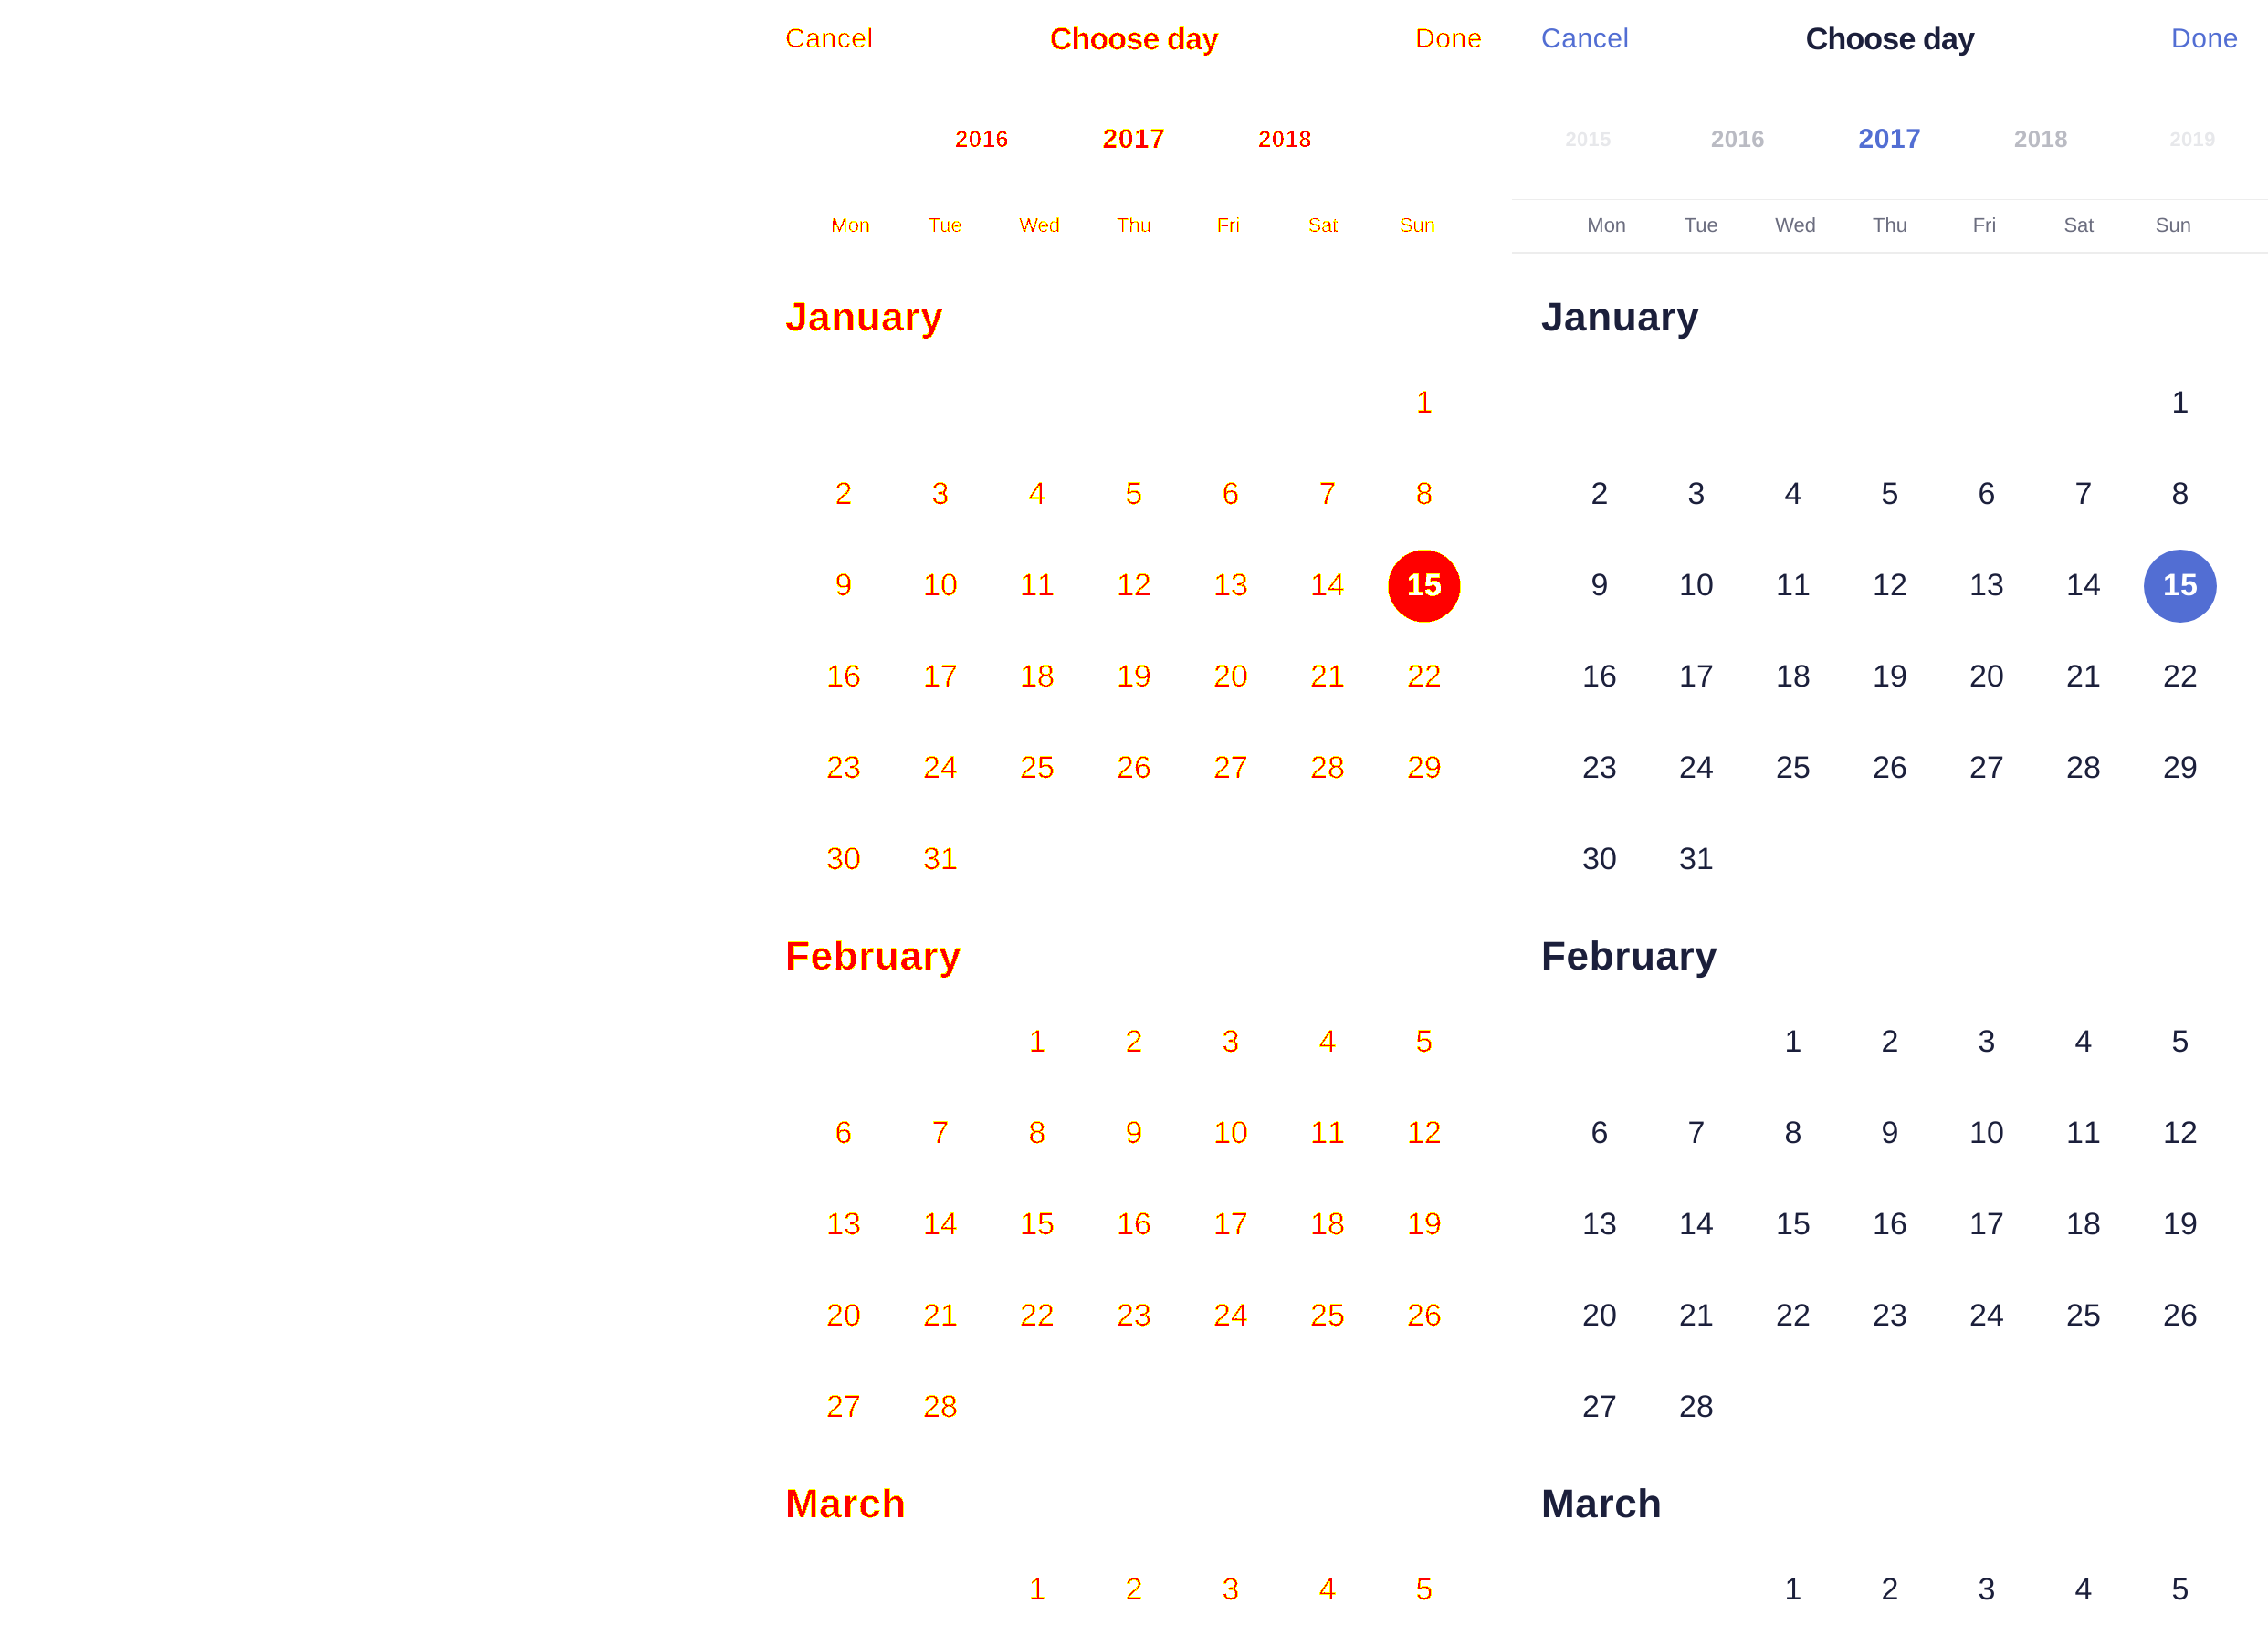 Cancel Choose day Done
2016 2017 2018
Mon Tue Wed Thu Fri Sat Sun
January
1
2 3 4 5 6 7 8
9 10 11 12 13 14 15
16 17 18 19 20 21 22
23 24 25 26 27 28 29
30 31
February
1 2 3 4 5
6 7 8 9 10 11 12
13 14 15 16 17 18 19
20 21 22 23 24 25 26
27 28
March
1 2 3 4 5
Cancel Choose day Done
2015 2016 2017 2018 2019
Mon Tue Wed Thu Fri Sat Sun
January
1
2 3 4 5 6 7 8
9 10 11 12 13 14 15
16 17 18 19 20 21 22
23 24 25 26 27 28 29
30 31
February
1 2 3 4 5
6 7 8 9 10 11 12
13 14 15 16 17 18 19
20 21 22 23 24 25 26
27 28
March
1 2 3 4 5